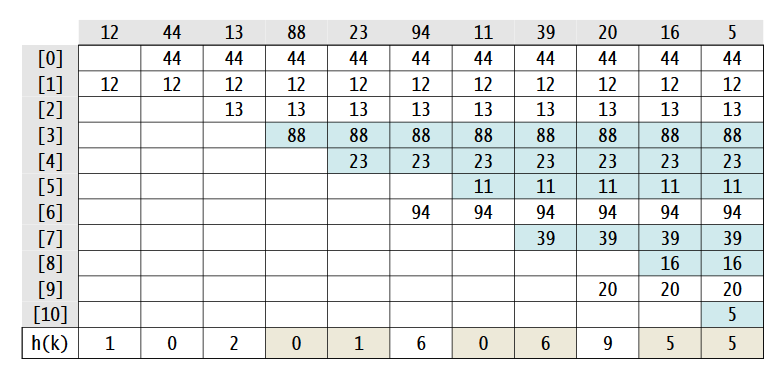 12 44 13 88 23 94 11 39 20 16 5
[0] 44 44 44 44 44 44 44 44 44 44
[1] 12 12 12 12 12 12 12 12 12 12 12
[2] 13 13 13 13 13 13 13 13 13
[3] 88 88 88 88 88 88 88 88
[4] 23 23 23 23 23 23 23
[5] 11 11 11 11 11
[6] 94 94 94 94 94 94
[7] 39 39 39 39
[8] 16 16
[9] 20 20 20
[10] 5
h(k) 1 0 2 0 1 6 0 6 9 5 5